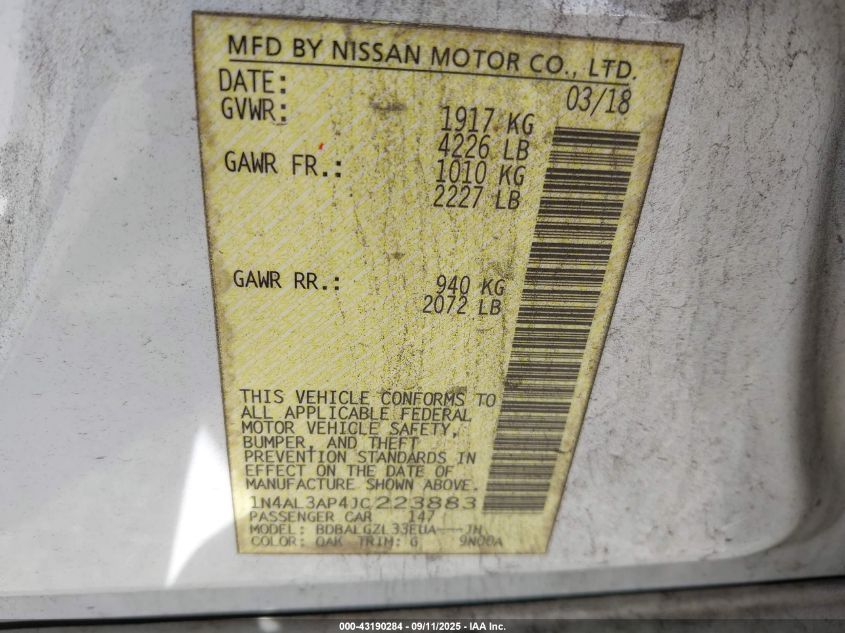 MFD BY NISSAN MOTOR CO., LTD.
DATE: 03/18
GVWR: 1917 KG
4226 LB
GAWR FR.: 1010 KG
2227 LB
GAWR RR.: 940 KG
2072 LB
THIS VEHICLE CONFORMS TO
ALL APPLICABLE FEDERAL
MOTOR VEHICLE SAFETY,
BUMPER, AND THEFT
PREVENTION STANDARDS IN
EFFECT ON THE DATE OF
MANUFACTURE SHOWN ABOVE.
1N4AL3AP4JC223883
PASSENGER CAR 147
MODEL: BDBALGZL33EUA---JN
COLOR: QAK TRIM: G 9N00A
000-43190284 - 09/11/2025 - IAA Inc.